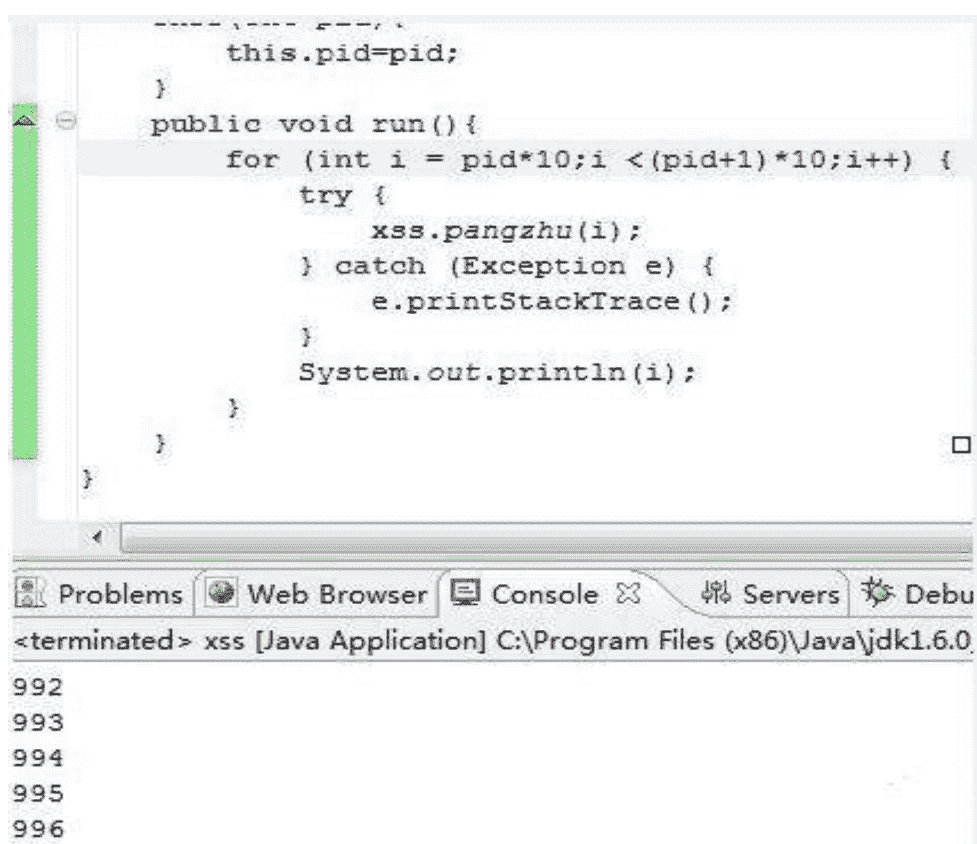 this.pid=pid;
}
public void run(){
for (int i = pid*10;i <(pid+1)*10;i++) {
try {
xss.pangzhu(i);
} catch (Exception e) {
e.printStackTrace();
}
System.out.println(i);
}
}
}
Problems Web Browser Console Servers Debu
<terminated> xss [Java Application] C:\Program Files (x86)\Java\jdk1.6.0_
992
993
994
995
996